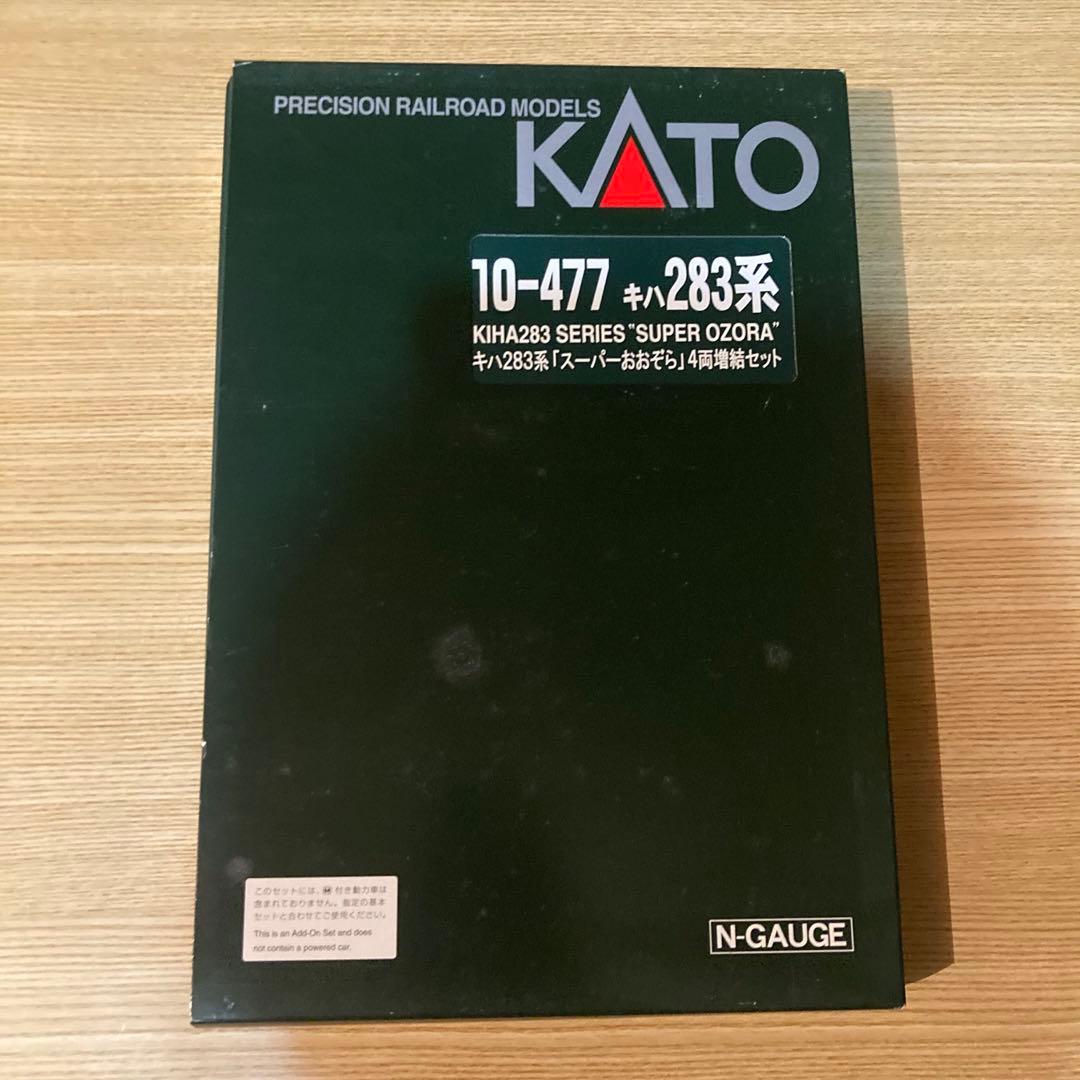 PRECISION RAILROAD MODELS
KATO
10-477 キハ283系
KIHA283 SERIES "SUPER OZORA"
キハ283系「スーパーおおぞら」4両増結セット
このセットには、M付き動力車は
含まれておりません。指定の基本
セットと合わせてご使用ください。
This is an Add-On Set and does
not contain a powered car.
N-GAUGE